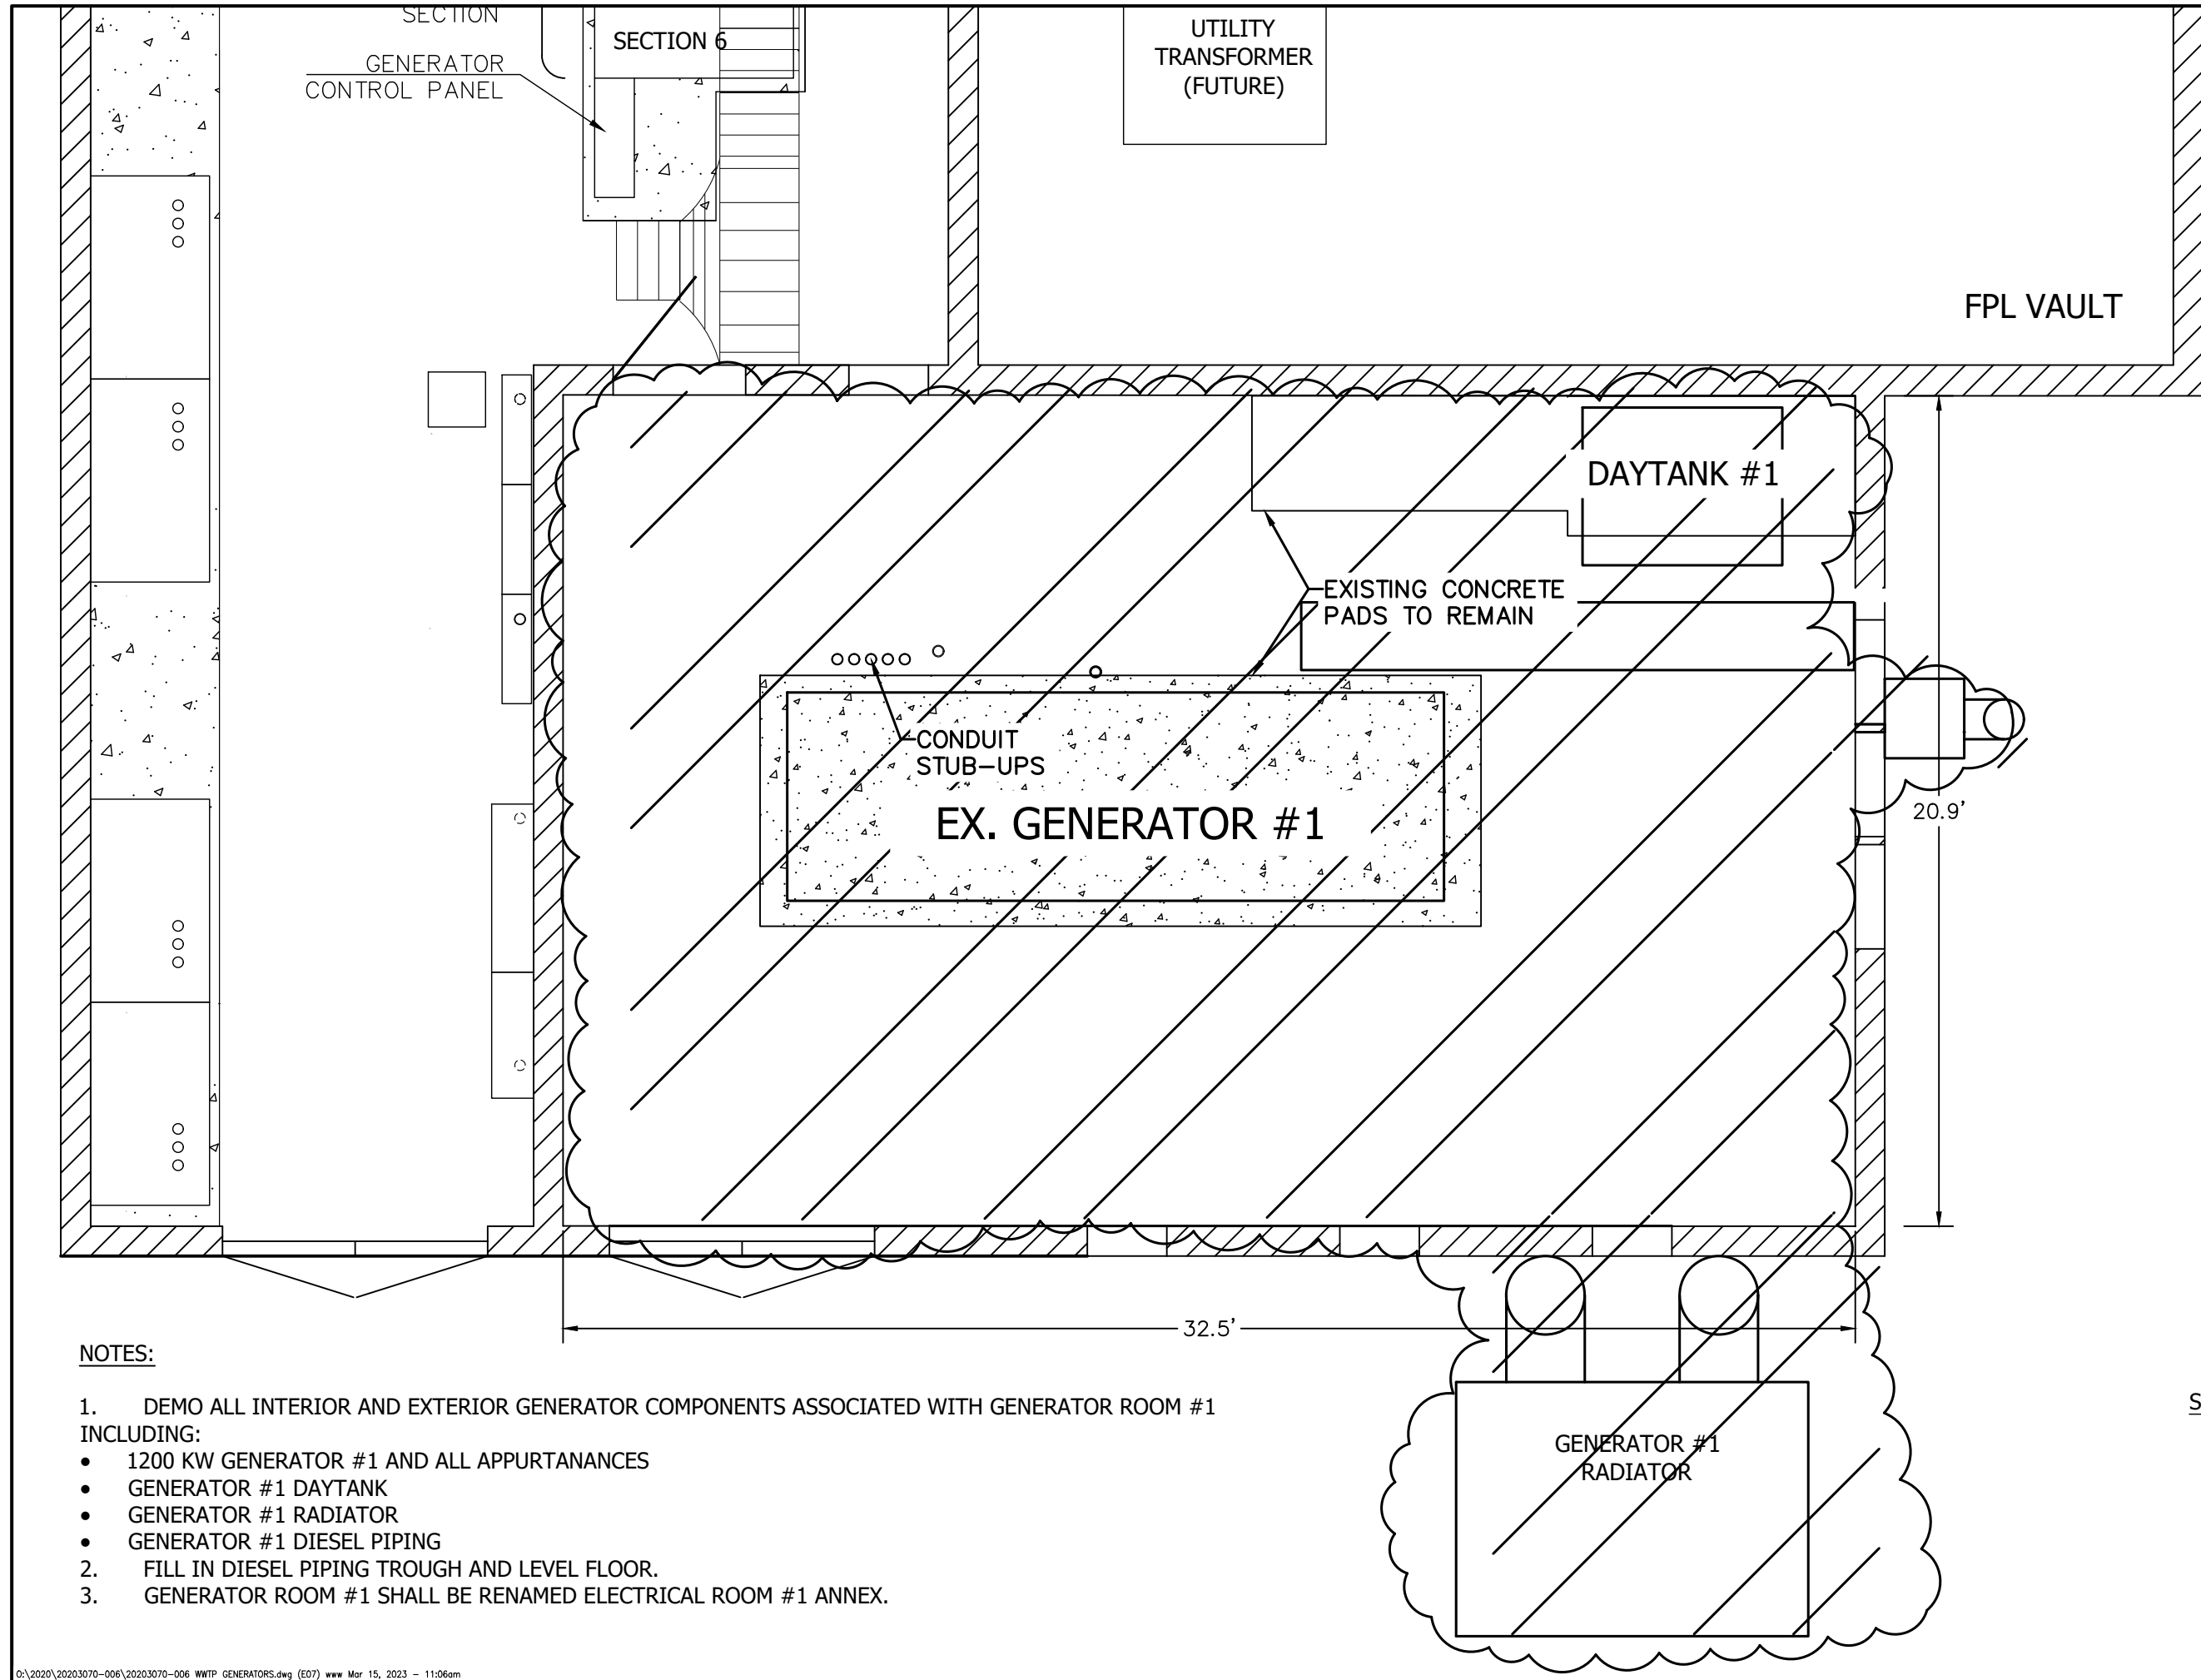 SECTION
GENERATOR
CONTROL PANEL
SECTION 6
UTILITY
TRANSFORMER
(FUTURE)
FPL VAULT
DAYTANK #1
EXISTING CONCRETE
PADS TO REMAIN
CONDUIT
STUB-UPS
EX. GENERATOR #1
20.9'
32.5'
GENERATOR #1
RADIATOR
NOTES:
1. DEMO ALL INTERIOR AND EXTERIOR GENERATOR COMPONENTS ASSOCIATED WITH GENERATOR ROOM #1
INCLUDING:
• 1200 KW GENERATOR #1 AND ALL APPURTANANCES
• GENERATOR #1 DAYTANK
• GENERATOR #1 RADIATOR
• GENERATOR #1 DIESEL PIPING
2. FILL IN DIESEL PIPING TROUGH AND LEVEL FLOOR.
3. GENERATOR ROOM #1 SHALL BE RENAMED ELECTRICAL ROOM #1 ANNEX.
S
O:\2020\20203070-006\20203070-006 WWTP GENERATORS.dwg (E07) www Mar 15, 2023 - 11:06am